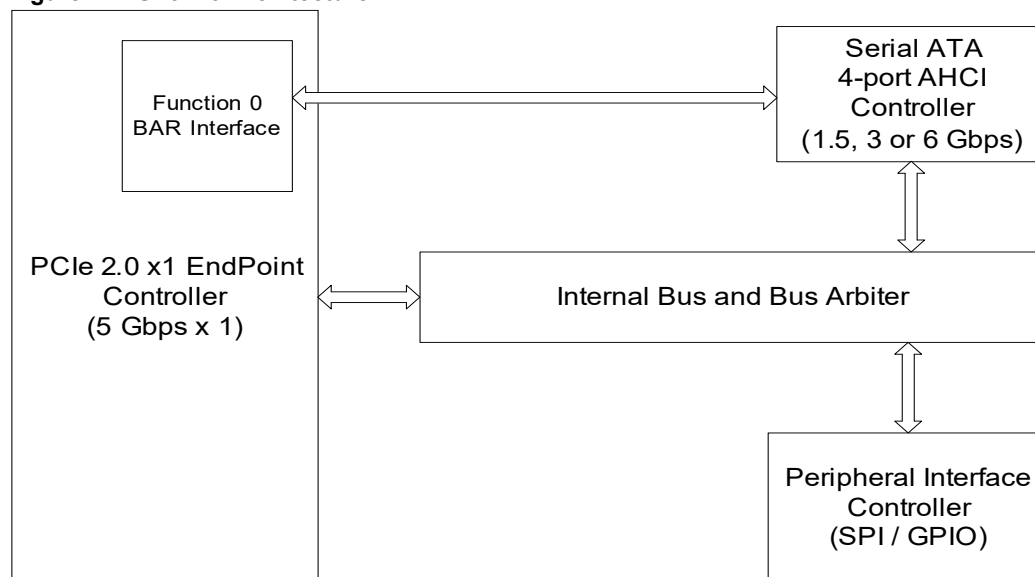 Function 0
BAR Interface
Serial ATA
4-port AHCI
Controller
(1.5, 3 or 6 Gbps)
PCIe 2.0 x1 EndPoint
Controller
(5 Gbps x 1)
Internal Bus and Bus Arbiter
Peripheral Interface
Controller
(SPI / GPIO)